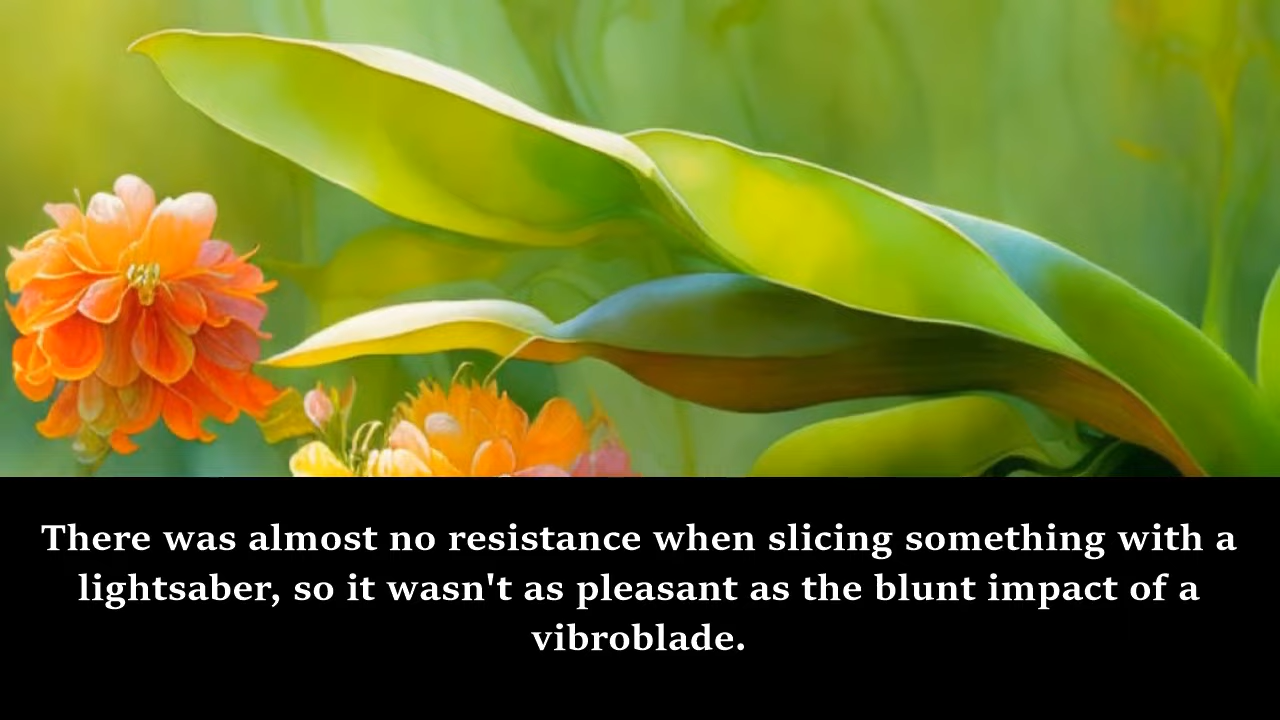 There was almost no resistance when slicing something with a
lightsaber, so it wasn't as pleasant as the blunt impact of a
vibroblade.